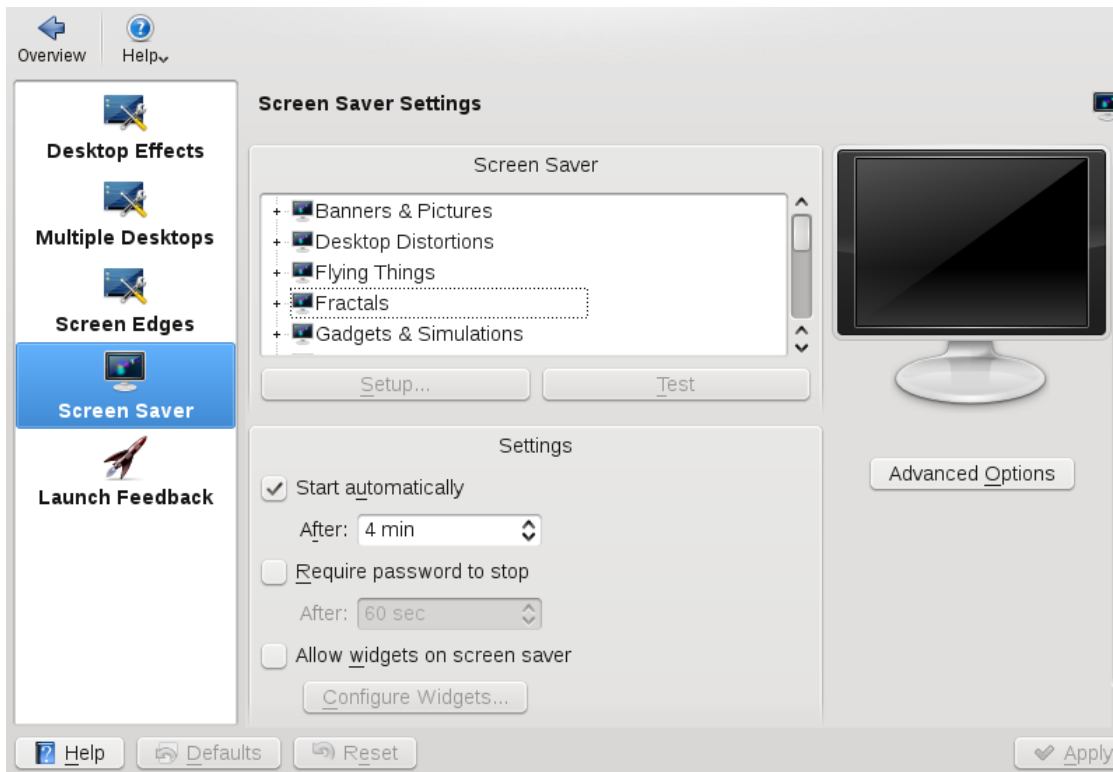 Overview Help
Desktop Effects
Multiple Desktops
Screen Edges
Screen Saver
Launch Feedback
Screen Saver Settings
Screen Saver
Banners & Pictures
Desktop Distortions
Flying Things
Fractals
Gadgets & Simulations
Setup... Test
Settings
Start automatically
After: 4 min
Require password to stop
After: 60 sec
Allow widgets on screen saver
Configure Widgets...
Advanced Options
Help Defaults Reset Apply